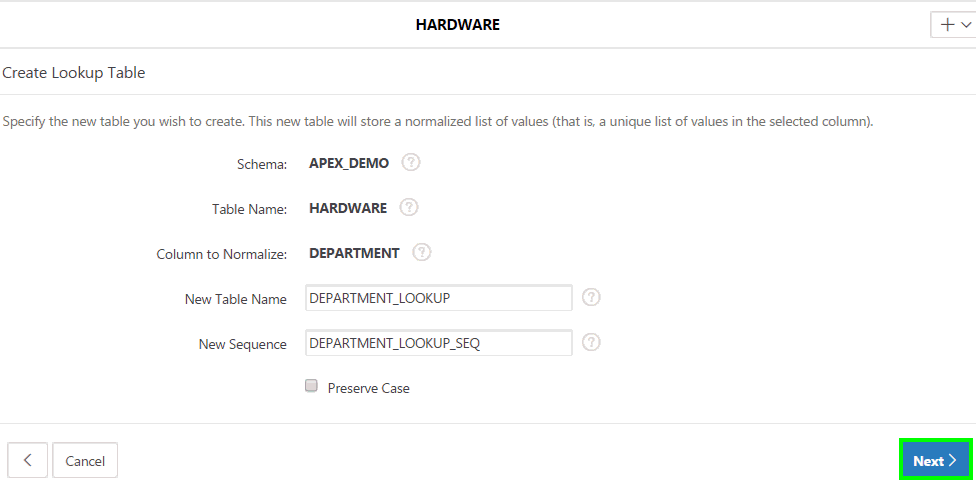 HARDWARE
Create Lookup Table
Specify the new table you wish to create. This new table will store a normalized list of values (that is, a unique list of values in the selected column).
Schema: APEX_DEMO ?
Table Name: HARDWARE ?
Column to Normalize: DEPARTMENT ?
New Table Name DEPARTMENT_LOOKUP ?
New Sequence DEPARTMENT_LOOKUP_SEQ ?
Preserve Case
Cancel Next